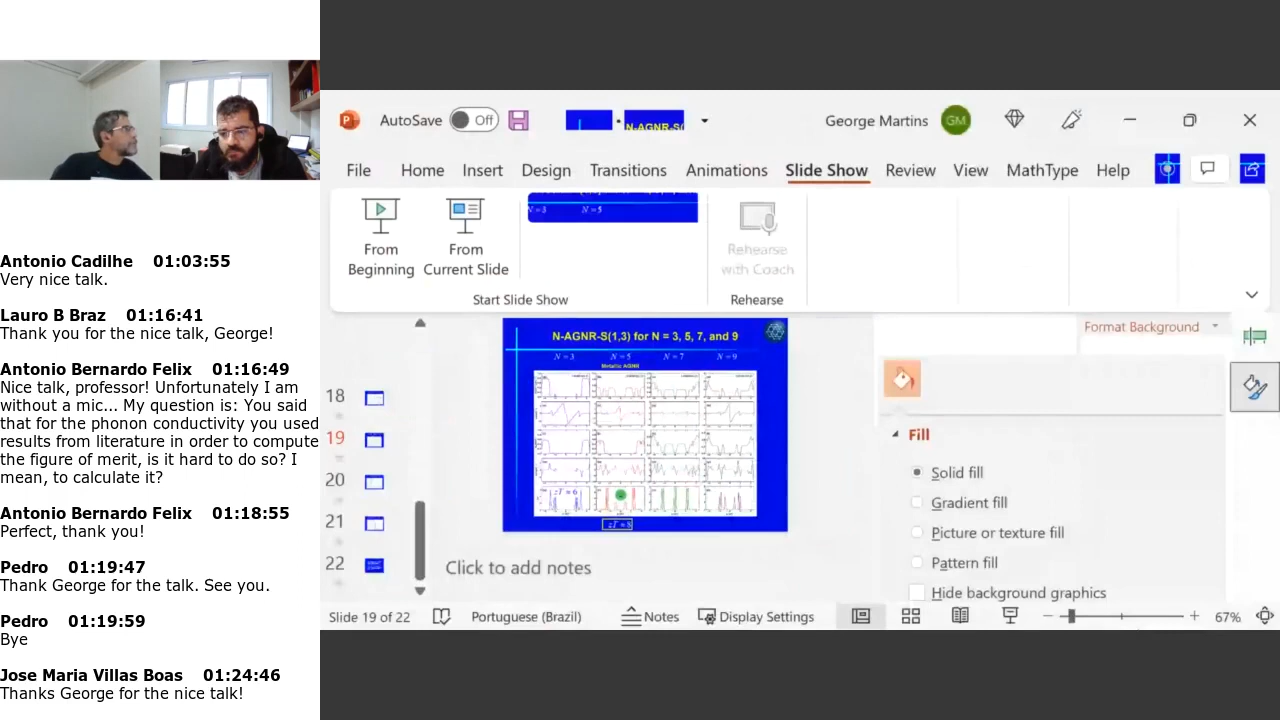 Antonio Cadilhe 01:03:55
Very nice talk.
Lauro B Braz 01:16:41
Thank you for the nice talk, George!
Antonio Bernardo Felix 01:16:49
Nice talk, professor! Unfortunately I am
without a mic... My question is: You said
that for the phonon conductivity you used
results from literature in order to compute
the figure of merit, is it hard to do so? I
mean, to calculate it?
Antonio Bernardo Felix 01:18:55
Perfect, thank you!
Pedro 01:19:47
Thank George for the talk. See you.
Pedro 01:19:59
Bye
Jose Maria Villas Boas 01:24:46
Thanks George for the nice talk!
AutoSave Off
N-AGNR-S(
George Martins GM
File Home Insert Design Transitions Animations Slide Show Review View MathType Help
From Beginning
From Current Slide
N=3 N=5
Rehearse with Coach
Start Slide Show
Rehearse
18
19
20
21
22
N-AGNR-S(1,3) for N = 3, 5, 7, and 9
N=3 N=5 N=7 N=9
Metallic AGNR
zT = 6
zT = 8
Click to add notes
Format Background
Fill
Solid fill
Gradient fill
Picture or texture fill
Pattern fill
Hide background graphics
Slide 19 of 22 Portuguese (Brazil) Notes Display Settings 67%